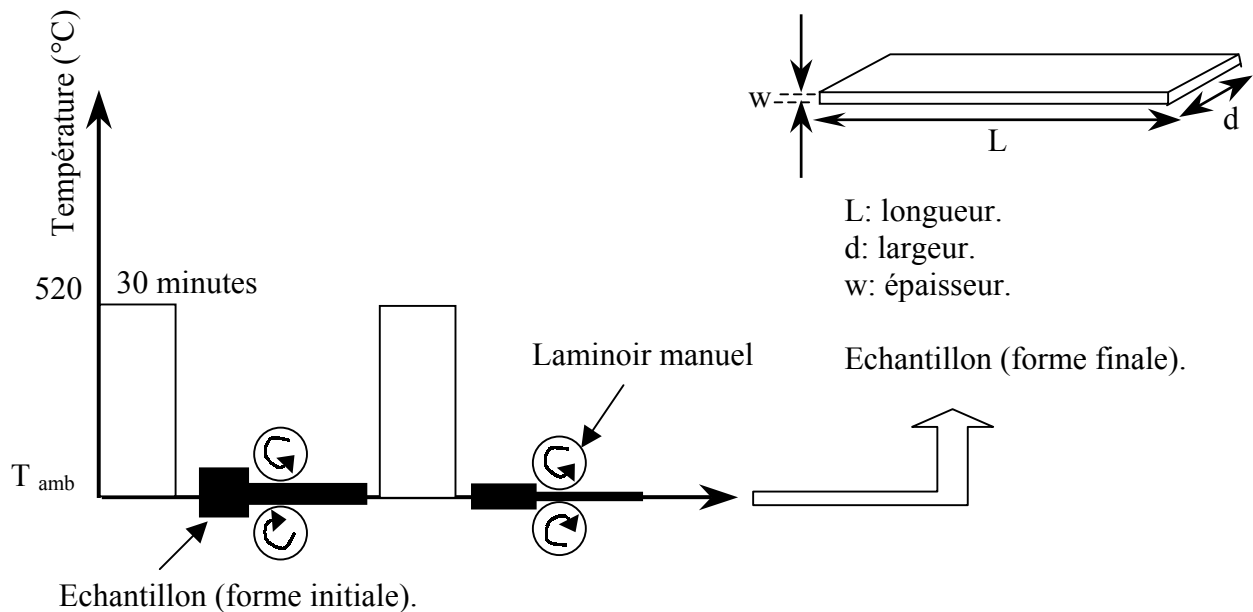 Température (°C)
520
30 minutes
T amb
Laminoir manuel
Echantillon (forme initiale).
w
L
d
L: longueur.
d: largeur.
w: épaisseur.
Echantillon (forme finale).